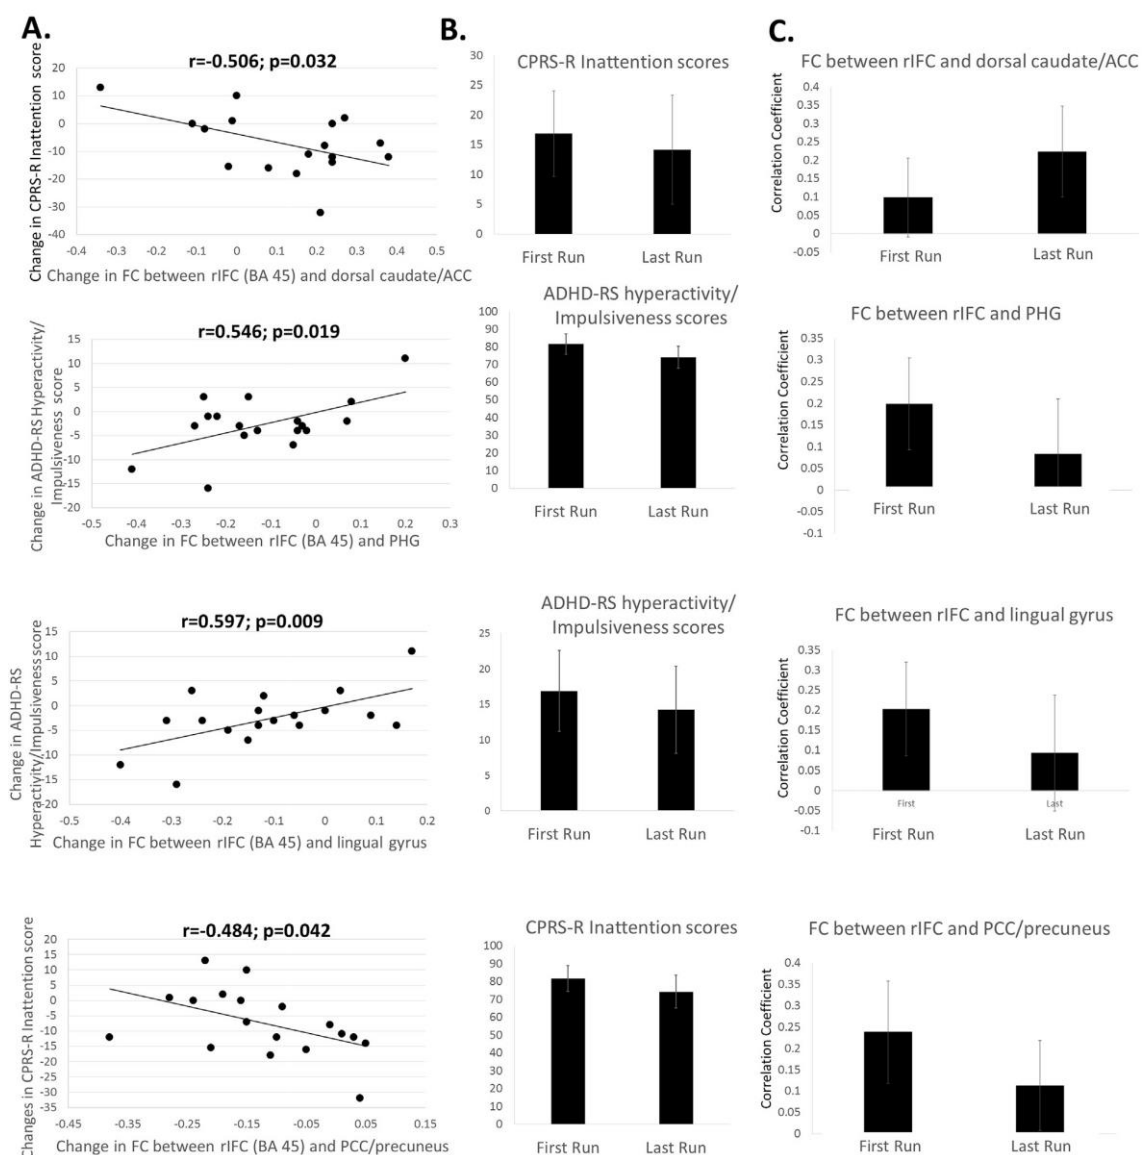 A.
r=-0.506; p=0.032
Change in CPRS-R Inattention score
20
10
0
-10
-20
-30
-40
-0.4 -0.3 -0.2 -0.1 0 0.1 0.2 0.3 0.4 0.5
Change in FC between rIFC (BA 45) and dorsal caudate/ACC
B.
CPRS-R Inattention scores
30
25
20
15
10
5
0
First Run Last Run
C.
FC between rIFC and dorsal caudate/ACC
Correlation Coefficient
0.4
0.35
0.3
0.25
0.2
0.15
0.1
0.05
0
-0.05
First Run Last Run
r=0.546; p=0.019
Change in ADHD-RS Hyperactivity/
Impulsiveness score
15
10
5
0
-5
-10
-15
-20
-0.5 -0.4 -0.3 -0.2 -0.1 0 0.1 0.2 0.3
Change in FC between rIFC (BA 45) and PHG
ADHD-RS hyperactivity/
Impulsiveness scores
100
90
80
70
60
50
40
30
20
10
0
First Run Last Run
FC between rIFC and PHG
Correlation Coefficient
0.35
0.3
0.25
0.2
0.15
0.1
0.05
0
-0.05
-0.1
First Run Last Run
r=0.597; p=0.009
Change in ADHD-RS
Hyperactivity/Impulsiveness score
15
10
5
0
-5
-10
-15
-20
-0.5 -0.4 -0.3 -0.2 -0.1 0 0.1 0.2
Change in FC between rIFC (BA 45) and lingual gyrus
ADHD-RS hyperactivity/
Impulsiveness scores
25
20
15
10
5
0
First Run Last Run
FC between rIFC and lingual gyrus
Correlation Coefficient
0.35
0.3
0.25
0.2
0.15
0.1
0.05
0
-0.05
-0.1
First Last
First Run Last Run
r=-0.484; p=0.042
Changes in CPRS-R Inattention score
20
15
10
5
0
-5
-10
-15
-20
-25
-30
-35
-0.45 -0.35 -0.25 -0.15 -0.05 0.05 0.15
Change in FC between rIFC (BA 45) and PCC/precuneus
CPRS-R Inattention scores
100
90
80
70
60
50
40
30
20
10
0
First Run Last Run
FC between rIFC and PCC/precuneus
Correlation Coefficient
0.4
0.35
0.3
0.25
0.2
0.15
0.1
0.05
0
First Run Last Run